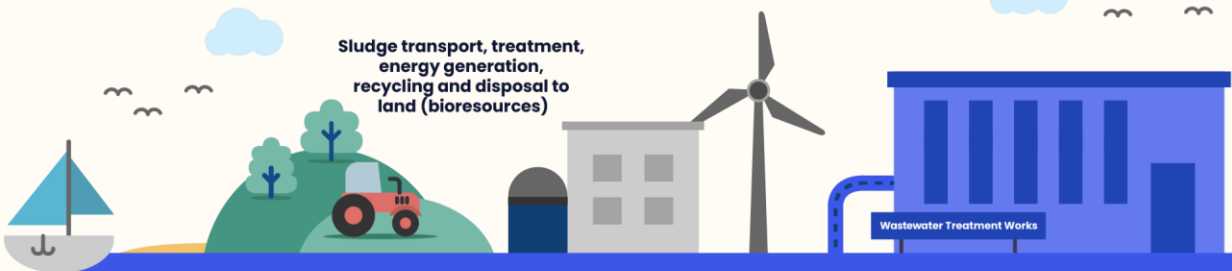 Sludge transport, treatment,
energy generation,
recycling and disposal to
land (bioresources)
Wastewater Treatment Works